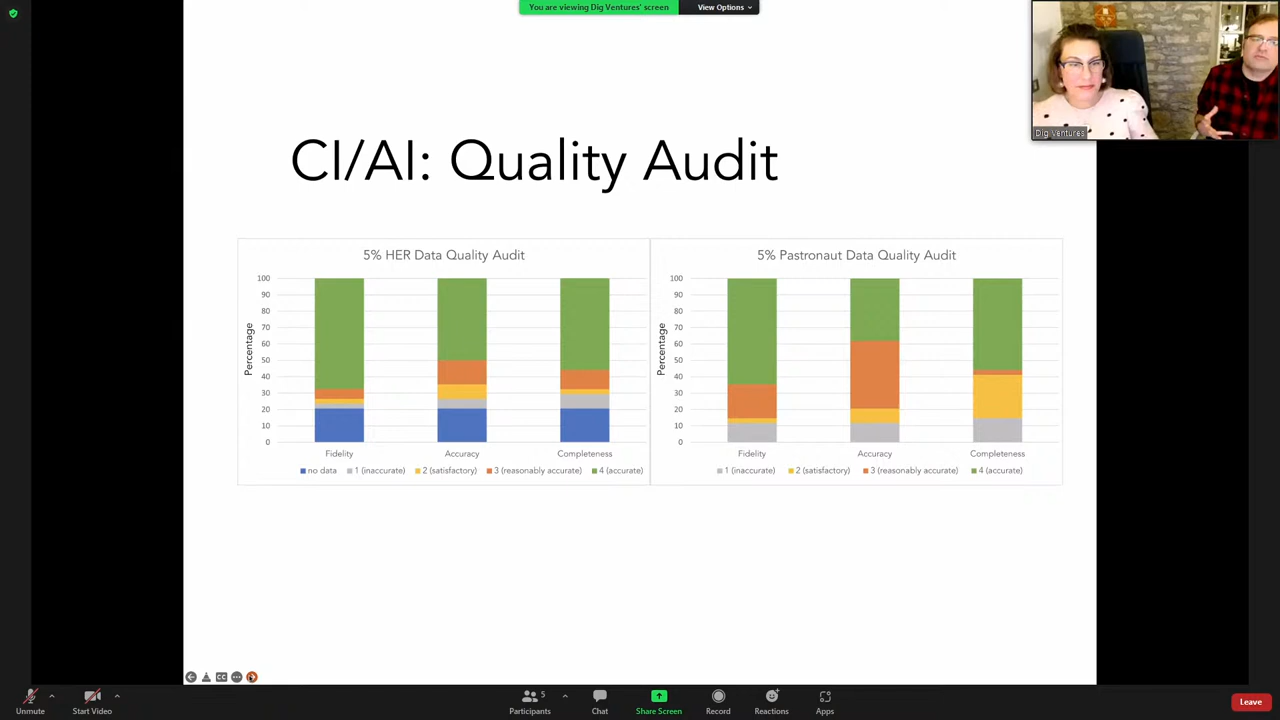 You are viewing Dig Ventures' screen
View Options
Dig Ventures
CI/AI: Quality Audit
5% HER Data Quality Audit
100
90
80
70
60
50
40
30
20
10
0
Percentage
Fidelity Accuracy Completeness
no data 1 (inaccurate) 2 (satisfactory) 3 (reasonably accurate) 4 (accurate)
5% Pastronaut Data Quality Audit
100
90
80
70
60
50
40
30
20
10
0
Percentage
Fidelity Accuracy Completeness
1 (inaccurate) 2 (satisfactory) 3 (reasonably accurate) 4 (accurate)
CC
Unmute
Start Video
5
Participants
Chat
Share Screen
Record
Reactions
Apps
Leave